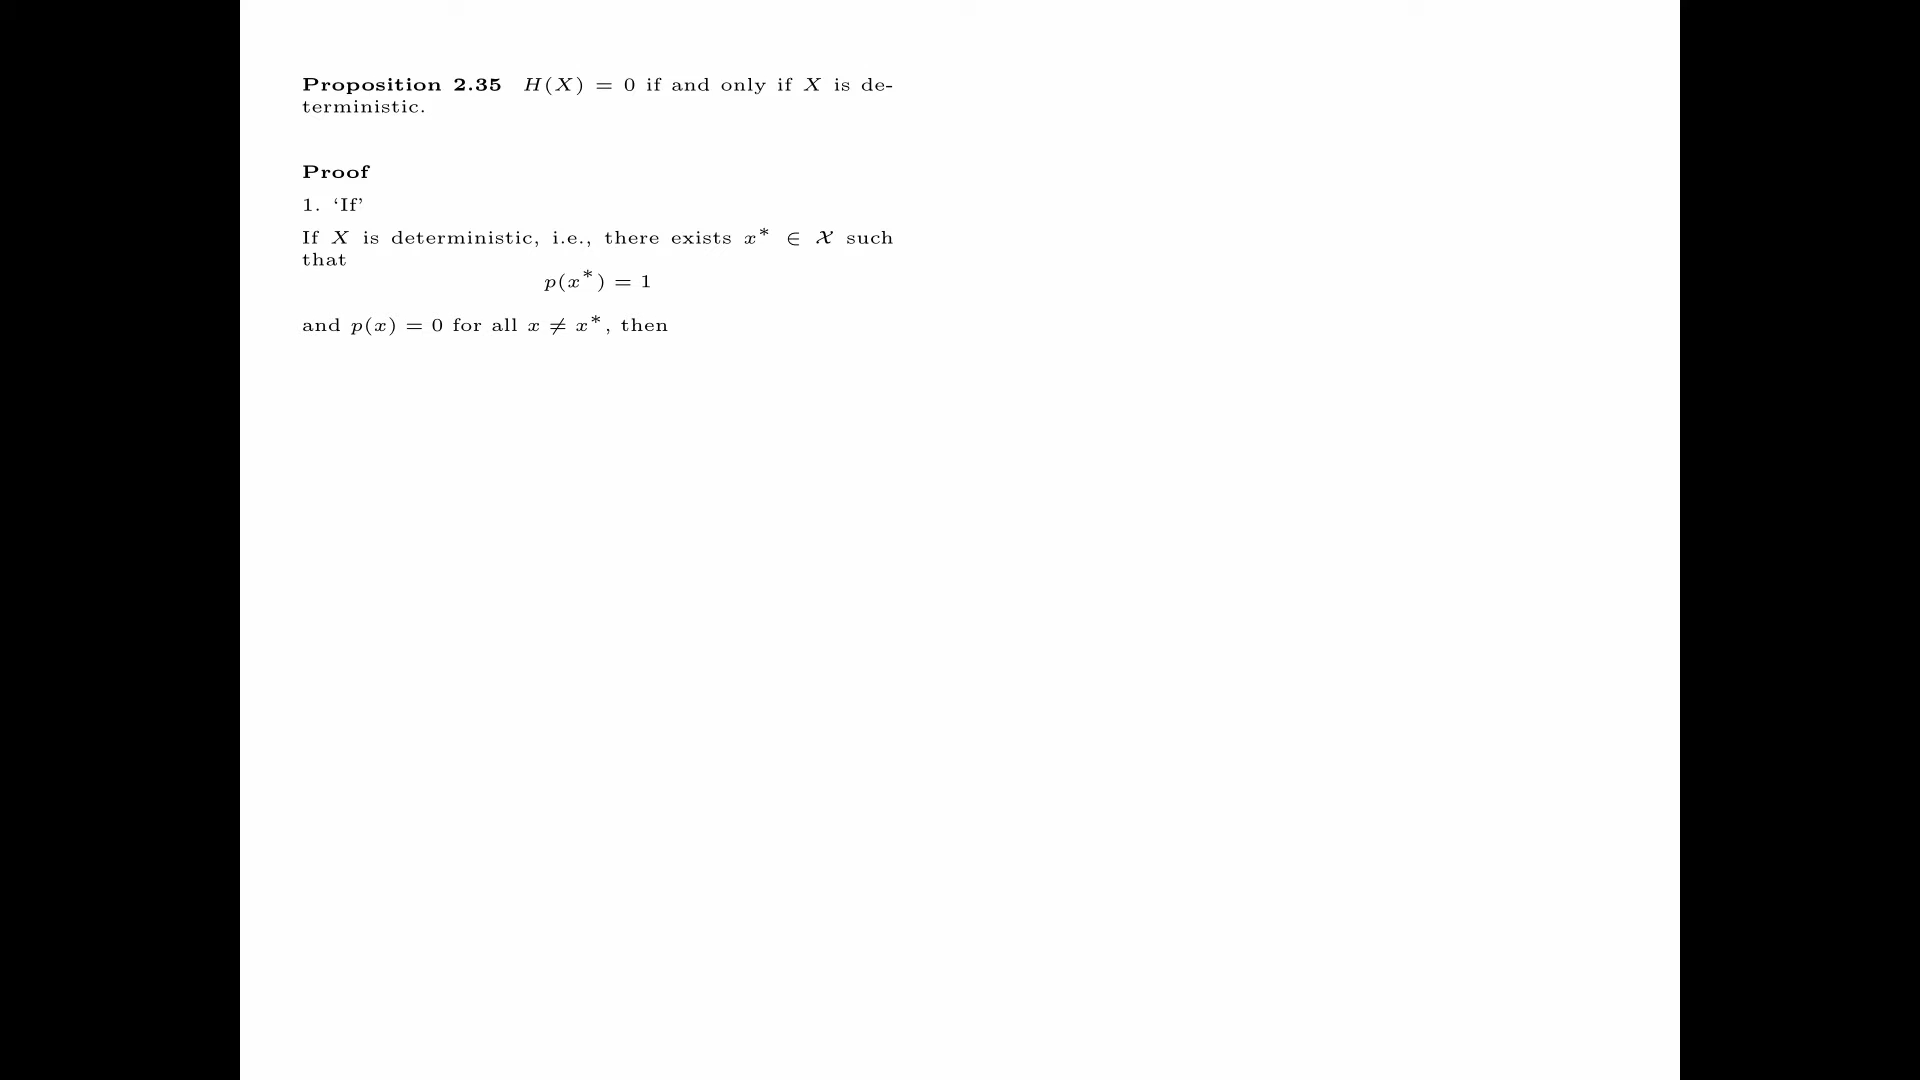 Proposition 2.35 H(X) = 0 if and only if X is de-
terministic.
Proof
1. ‘If’
If X is deterministic, i.e., there exists x* ∈ 𝒳 such
that
p(x*) = 1
and p(x) = 0 for all x ≠ x*, then